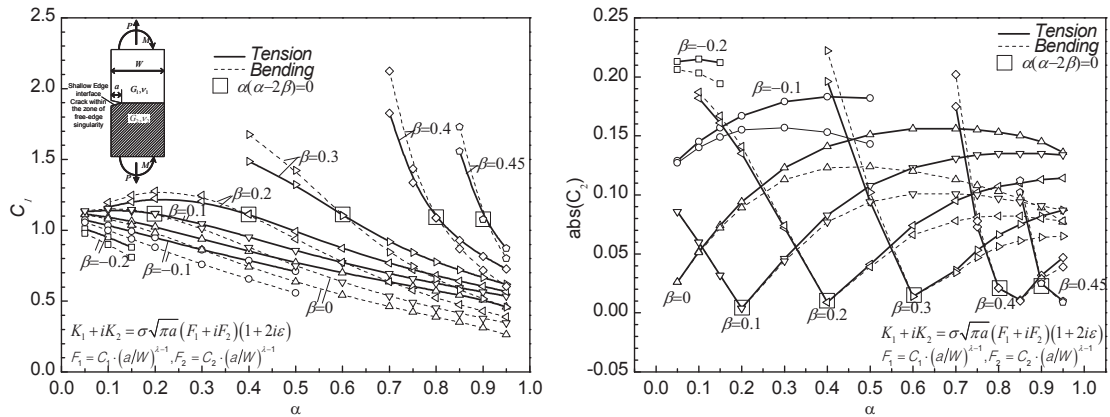 2.5
2.0
1.5
1.0
0.5
0.0
C_I
0.0 0.1 0.2 0.3 0.4 0.5 0.6 0.7 0.8 0.9 1.0
α
P
M
W
Shallow Edge
interface
Crack within
the zone of
free-edge
singularity
a
G₁,ν₁
G₂,ν₂
M
P
Tension
Bending
α(α−2β)=0
β=0.4
β=0.45
β=0.3
β=0.2
β=0.1
β=−0.2
β=−0.1
β=0
K₁ + iK₂ = σ√πa (F₁ + iF₂)(1 + 2iε)
F₁ = C₁·(a/W)^λ−1, F₂ = C₂·(a/W)^λ−1
0.25
0.20
0.15
0.10
0.05
0.00
−0.05
abs(C₂)
0.0 0.1 0.2 0.3 0.4 0.5 0.6 0.7 0.8 0.9 1.0
α
Tension
Bending
α(α−2β)=0
β=−0.2
β=−0.1
β=0
β=0.1
β=0.2
β=0.3
β=0.4
β=0.45
K₁ + iK₂ = σ√πa (F₁ + iF₂)(1 + 2iε)
F₁ = C₁·(a/W)^λ−1, F₂ = C₂·(a/W)^λ−1